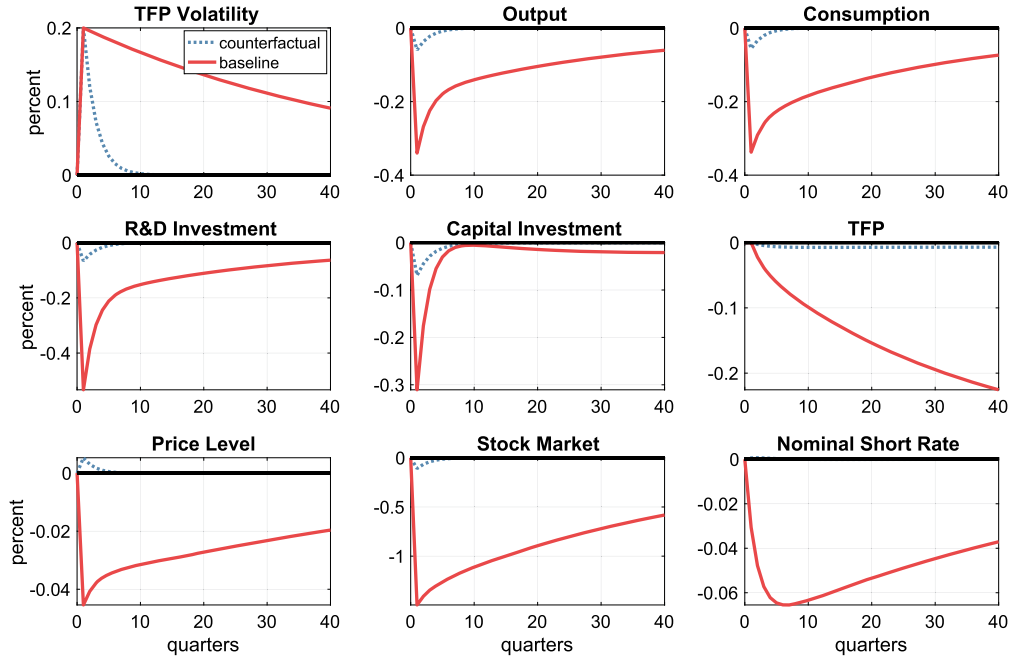 TFP Volatility
0.2
0.1
0
percent
0 10 20 30 40
counterfactual
baseline
Output
0
-0.2
-0.4
0 10 20 30 40
Consumption
0
-0.2
-0.4
0 10 20 30 40
R&D Investment
0
-0.2
-0.4
percent
0 10 20 30 40
Capital Investment
0
-0.1
-0.2
-0.3
0 10 20 30 40
TFP
0
-0.1
-0.2
0 10 20 30 40
Price Level
0
-0.02
-0.04
percent
0 10 20 30 40
quarters
Stock Market
0
-0.5
-1
0 10 20 30 40
quarters
Nominal Short Rate
0
-0.02
-0.04
-0.06
0 10 20 30 40
quarters